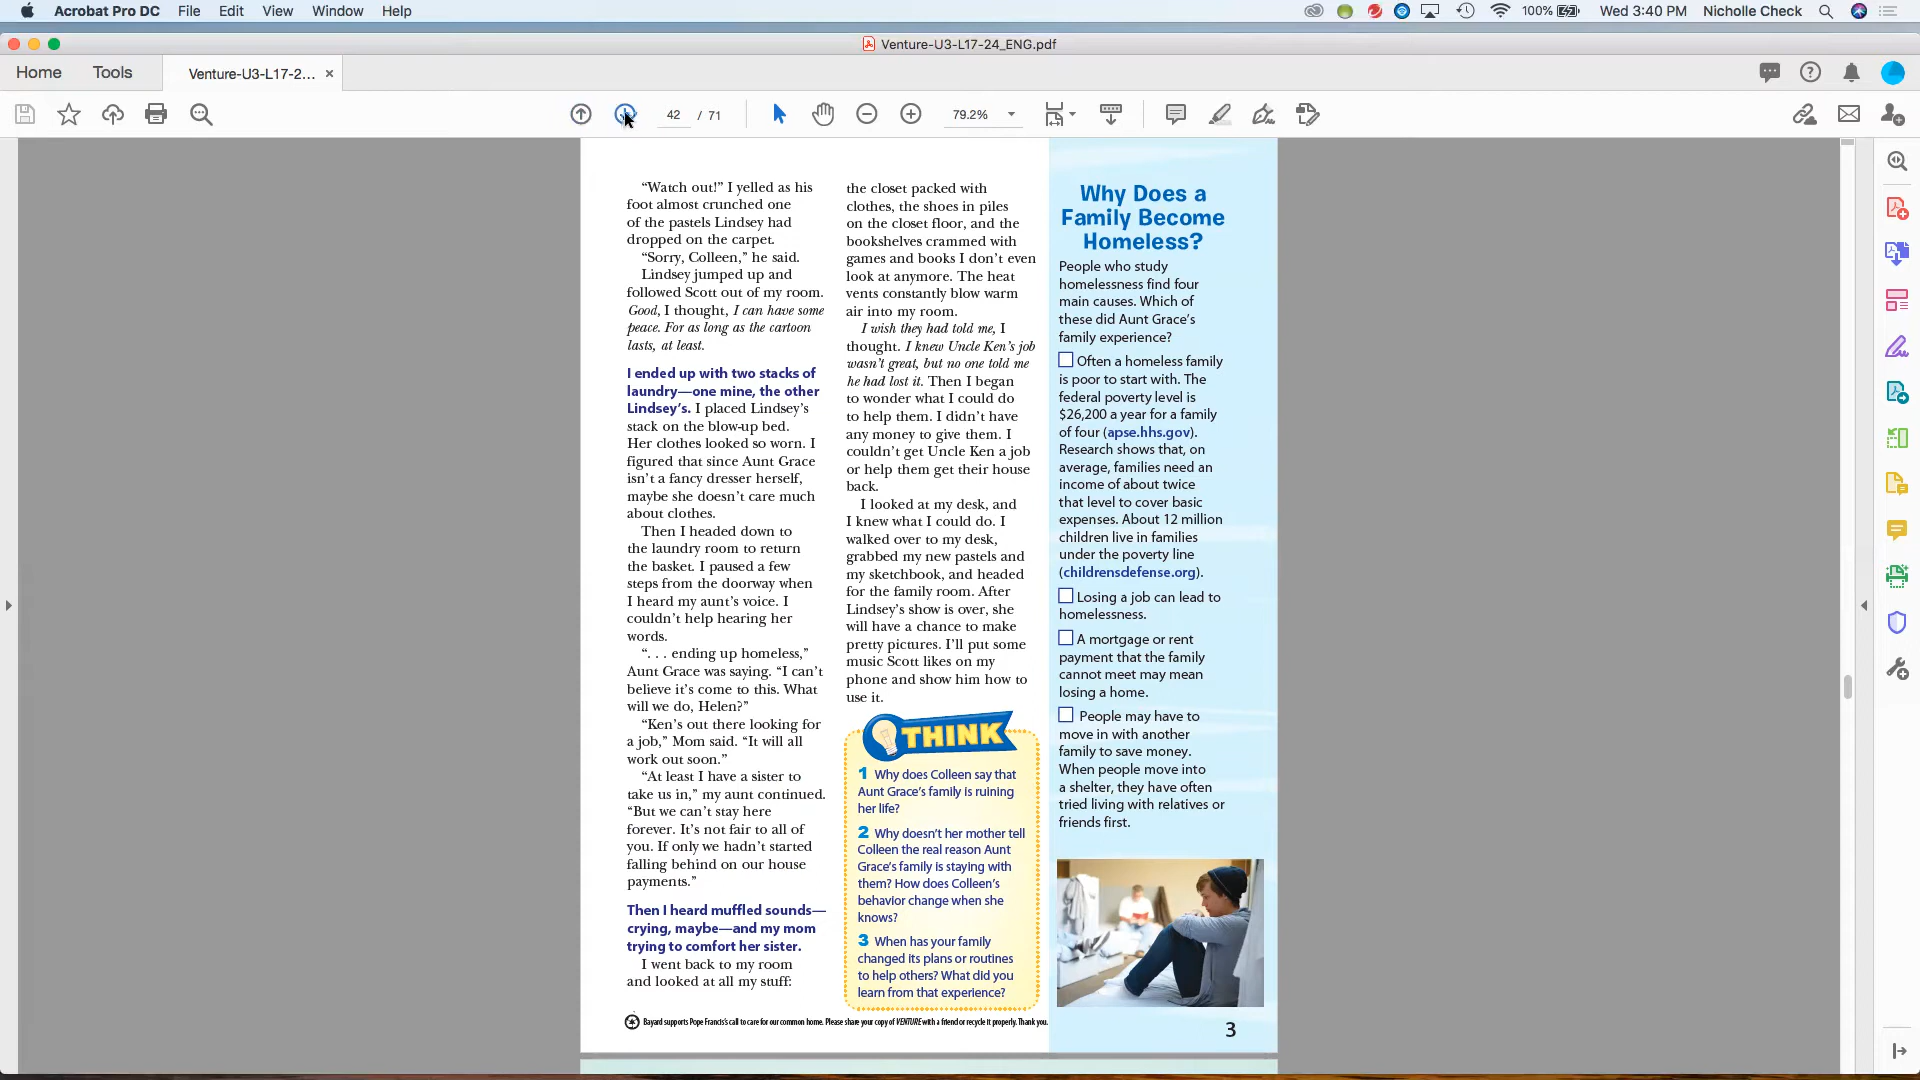 Acrobat Pro DC File Edit View Window Help
100% Wed 3:40 PM Nicholle Check
Venture-U3-L17-24_ENG.pdf
Home Tools Venture-U3-L17-2... ×
42 / 71 79.2%
“Watch out!” I yelled as his
foot almost crunched one
of the pastels Lindsey had
dropped on the carpet.
“Sorry, Colleen,” he said.
Lindsey jumped up and
followed Scott out of my room.
Good, I thought, I can have some
peace. For as long as the cartoon
lasts, at least.
I ended up with two stacks of
laundry—one mine, the other
Lindsey’s. I placed Lindsey’s
stack on the blow-up bed.
Her clothes looked so worn. I
figured that since Aunt Grace
isn’t a fancy dresser herself,
maybe she doesn’t care much
about clothes.
Then I headed down to
the laundry room to return
the basket. I paused a few
steps from the doorway when
I heard my aunt’s voice. I
couldn’t help hearing her
words.
“. . . ending up homeless,”
Aunt Grace was saying. “I can’t
believe it’s come to this. What
will we do, Helen?”
“Ken’s out there looking for
a job,” Mom said. “It will all
work out soon.”
“At least I have a sister to
take us in,” my aunt continued.
“But we can’t stay here
forever. It’s not fair to all of
you. If only we hadn’t started
falling behind on our house
payments.”
Then I heard muffled sounds—
crying, maybe—and my mom
trying to comfort her sister.
I went back to my room
and looked at all my stuff:
the closet packed with
clothes, the shoes in piles
on the closet floor, and the
bookshelves crammed with
games and books I don’t even
look at anymore. The heat
vents constantly blow warm
air into my room.
I wish they had told me, I
thought. I knew Uncle Ken’s job
wasn’t great, but no one told me
he had lost it. Then I began
to wonder what I could do
to help them. I didn’t have
any money to give them. I
couldn’t get Uncle Ken a job
or help them get their house
back.
I looked at my desk, and
I knew what I could do. I
walked over to my desk,
grabbed my new pastels and
my sketchbook, and headed
for the family room. After
Lindsey’s show is over, she
will have a chance to make
pretty pictures. I’ll put some
music Scott likes on my
phone and show him how to
use it.
THINK
1 Why does Colleen say that
Aunt Grace’s family is ruining
her life?
2 Why doesn’t her mother tell
Colleen the real reason Aunt
Grace’s family is staying with
them? How does Colleen’s
behavior change when she
knows?
3 When has your family
changed its plans or routines
to help others? What did you
learn from that experience?
Why Does a
Family Become
Homeless?
People who study
homelessness find four
main causes. Which of
these did Aunt Grace’s
family experience?
Often a homeless family
is poor to start with. The
federal poverty level is
$26,200 a year for a family
of four (apse.hhs.gov).
Research shows that, on
average, families need an
income of about twice
that level to cover basic
expenses. About 12 million
children live in families
under the poverty line
(childrensdefense.org).
Losing a job can lead to
homelessness.
A mortgage or rent
payment that the family
cannot meet may mean
losing a home.
People may have to
move in with another
family to save money.
When people move into
a shelter, they have often
tried living with relatives or
friends first.
Bayard supports Pope Francis’s call to care for our common home. Please share your copy of VENTURE with a friend or recycle it properly. Thank you.
3